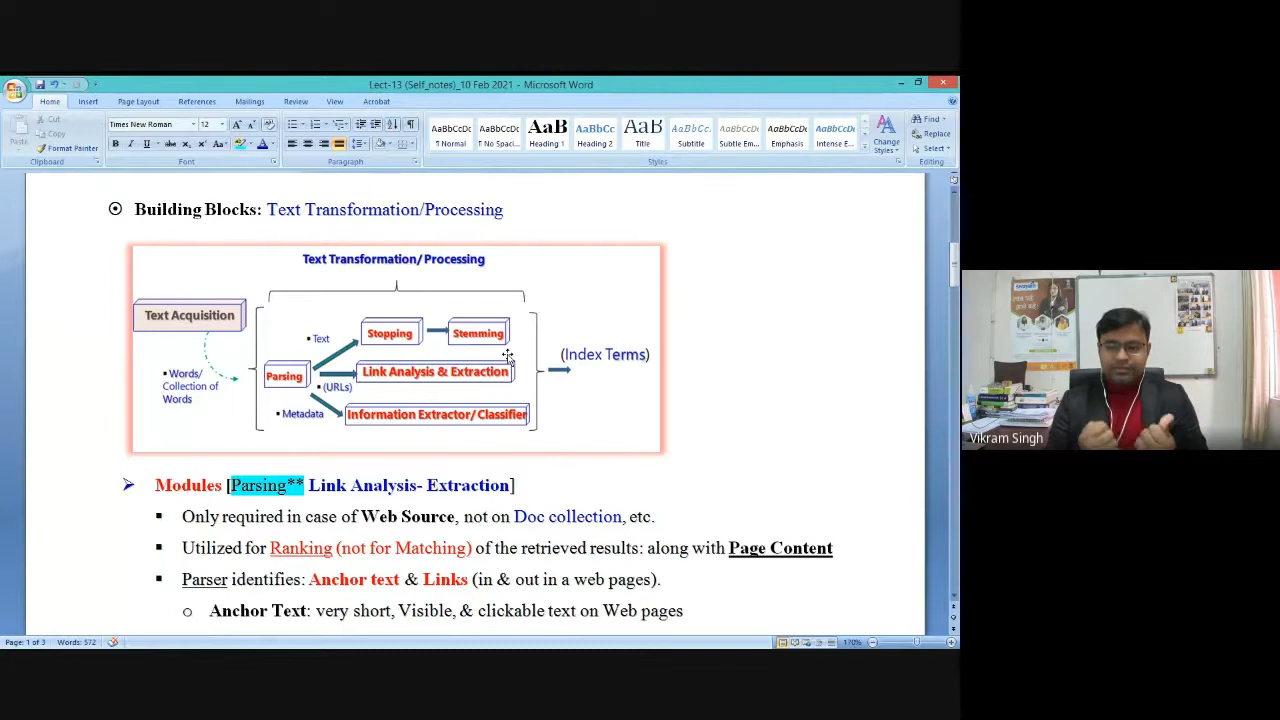 Lect-13 (Self_notes)_10 Feb 2021 - Microsoft Word
Home Insert Page Layout References Mailings Review View Acrobat
Paste
Cut
Copy
Format Painter
Clipboard
Times New Roman 12
Font
Paragraph
AaBbCcDc AaBbCcDc AaB AaBbCc AaB AaBbCc AaBbCcDc AaBbCcDc AaBbCcDc
¶ Normal ¶ No Spaci... Heading 1 Heading 2 Title Subtitle Subtle Em... Emphasis Intense E...
Change Styles
Styles
Find
Replace
Select
Editing
Building Blocks: Text Transformation/Processing
Text Transformation/ Processing
Text Acquisition
Words/
Collection of
Words
Parsing
Text
(URLs)
Metadata
Stopping
Stemming
Link Analysis & Extraction
Information Extractor/ Classifier
(Index Terms)
Modules [Parsing** Link Analysis- Extraction]
Only required in case of Web Source, not on Doc collection, etc.
Utilized for Ranking (not for Matching) of the retrieved results: along with Page Content
Parser identifies: Anchor text & Links (in & out in a web pages).
o Anchor Text: very short, Visible, & clickable text on Web pages
Page: 1 of 3 Words: 572 170%
Vikram Singh